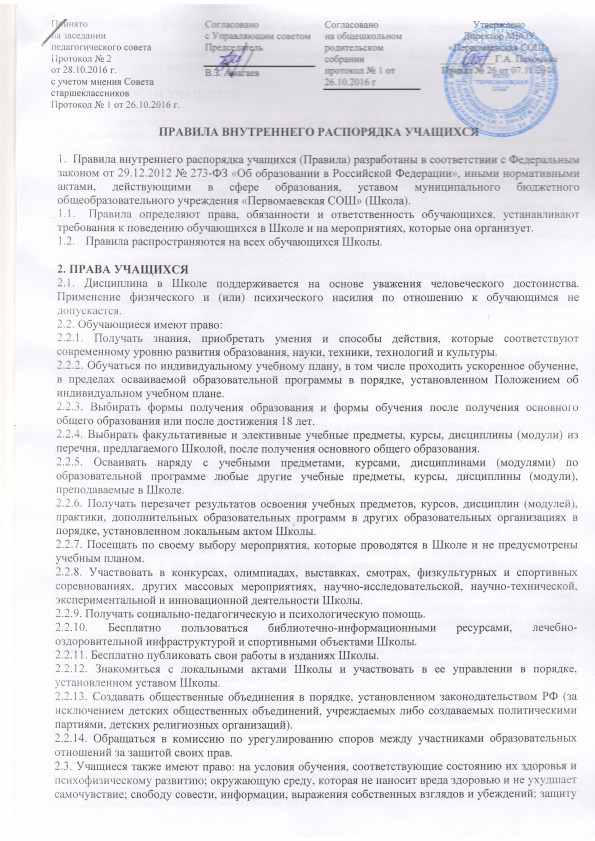 Принято
на заседании
педагогического совета
Протокол № 2
от 28.10.2016 г.
с учетом мнения Совета
старшеклассников
Протокол № 1 от 26.10.2016 г.
Согласовано
с Управляющим советом
Председатель
В.З.
Согласовано
на общешкольном
родительском
собрании
протокол № 1 от
26.10.2016 г
Утверждено
Директор МБОУ
«Первомаевская СОШ»
Г.А.
Приказ № 26 от 07.11.2016
"ПЕРВОМАЕВСКАЯ
СОШ"
ПРАВИЛА ВНУТРЕННЕГО РАСПОРЯДКА УЧАЩИХСЯ
1. Правила внутреннего распорядка учащихся (Правила) разработаны в соответствии с Федеральным
законом от 29.12.2012 № 273-ФЗ «Об образовании в Российской Федерации», иными нормативными
актами, действующими в сфере образования, уставом муниципального бюджетного
общеобразовательного учреждения «Первомаевская СОШ» (Школа).
1.1. Правила определяют права, обязанности и ответственность обучающихся, устанавливают
требования к поведению обучающихся в Школе и на мероприятиях, которые она организует.
1.2. Правила распространяются на всех обучающихся Школы.
2. ПРАВА УЧАЩИХСЯ
2.1. Дисциплина в Школе поддерживается на основе уважения человеческого достоинства.
Применение физического и (или) психического насилия по отношению к обучающимся не
допускается.
2.2. Обучающиеся имеют право:
2.2.1. Получать знания, приобретать умения и способы действия, которые соответствуют
современному уровню развития образования, науки, техники, технологий и культуры.
2.2.2. Обучаться по индивидуальному учебному плану, в том числе проходить ускоренное обучение,
в пределах осваиваемой образовательной программы в порядке, установленном Положением об
индивидуальном учебном плане.
2.2.3. Выбирать формы получения образования и формы обучения после получения основного
общего образования или после достижения 18 лет.
2.2.4. Выбирать факультативные и элективные учебные предметы, курсы, дисциплины (модули) из
перечня, предлагаемого Школой, после получения основного общего образования.
2.2.5. Осваивать наряду с учебными предметами, курсами, дисциплинами (модулями) по
образовательной программе любые другие учебные предметы, курсы, дисциплины (модули),
преподаваемые в Школе.
2.2.6. Получать перезачет результатов освоения учебных предметов, курсов, дисциплин (модулей),
практики, дополнительных образовательных программ в других образовательных организациях в
порядке, установленном локальным актом Школы.
2.2.7. Посещать по своему выбору мероприятия, которые проводятся в Школе и не предусмотрены
учебным планом.
2.2.8. Участвовать в конкурсах, олимпиадах, выставках, смотрах, физкультурных и спортивных
соревнованиях, других массовых мероприятиях, научно-исследовательской, научно-технической,
экспериментальной и инновационной деятельности Школы.
2.2.9. Получать социально-педагогическую и психологическую помощь.
2.2.10. Бесплатно пользоваться библиотечно-информационными ресурсами, лечебно-
оздоровительной инфраструктурой и спортивными объектами Школы.
2.2.11. Бесплатно публиковать свои работы в изданиях Школы.
2.2.12. Знакомиться с локальными актами Школы и участвовать в ее управлении в порядке,
установленном уставом Школы.
2.2.13. Создавать общественные объединения в порядке, установленном законодательством РФ (за
исключением детских общественных объединений, учреждаемых либо создаваемых политическими
партиями, детских религиозных организаций).
2.2.14. Обращаться в комиссию по урегулированию споров между участниками образовательных
отношений за защитой своих прав.
2.3. Учащиеся также имеют право: на условия обучения, соответствующие состоянию их здоровья и
психофизическому развитию; окружающую среду, которая не наносит вреда здоровью и не ухудшает
самочувствие; свободу совести, информации, выражения собственных взглядов и убеждений; защиту